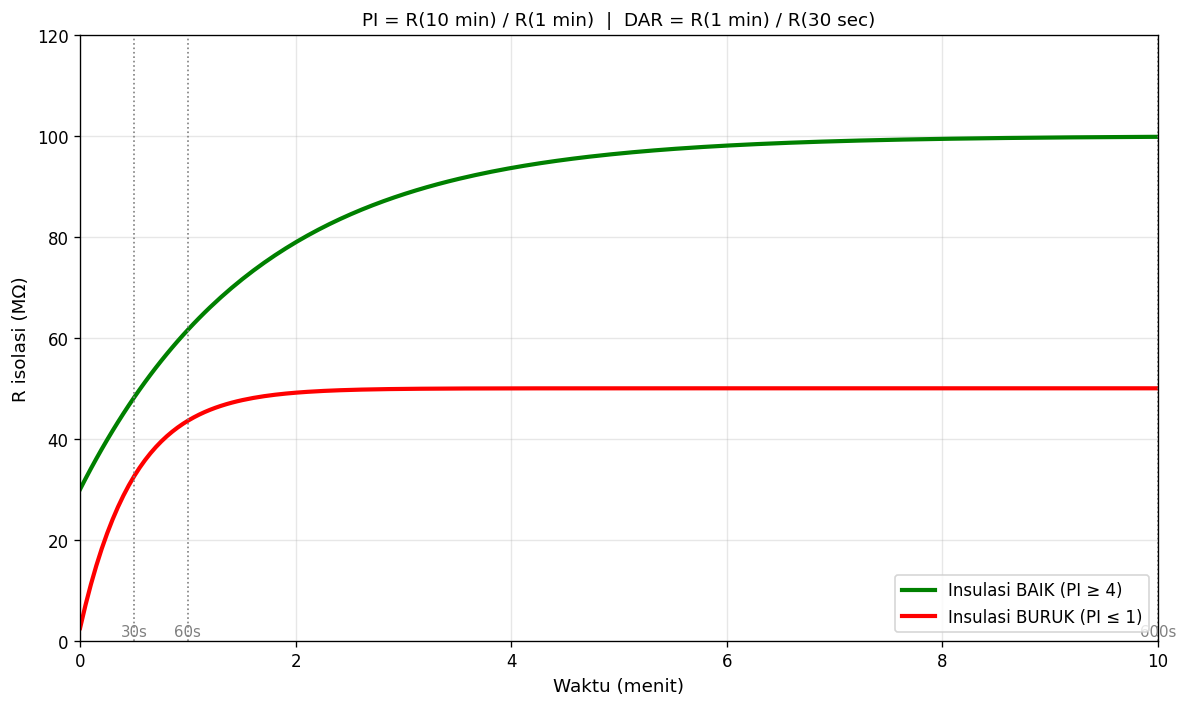 PI = R(10 min) / R(1 min) | DAR = R(1 min) / R(30 sec)
120
100
80
60
40
20
0
R isolasi (MΩ)
30s 60s 600s
Insulasi BAIK (PI ≥ 4)
Insulasi BURUK (PI ≤ 1)
0 2 4 6 8 10
Waktu (menit)